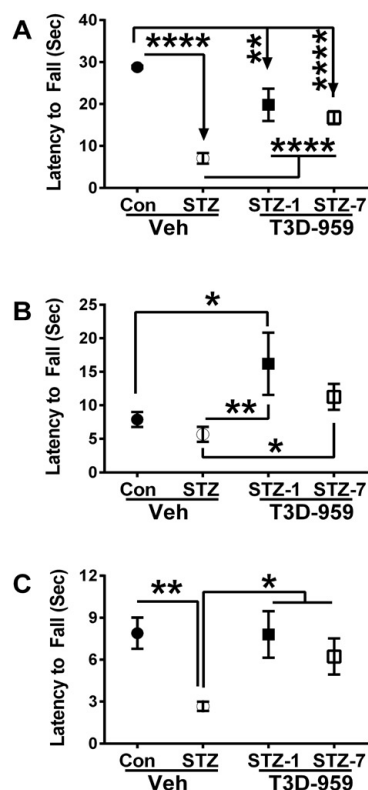 A
Latency to Fall (Sec)
40
30
20
10
0
****
**
****
****
Con STZ STZ-1 STZ-7
Veh T3D-959
B
Latency to Fall (Sec)
25
20
15
10
5
0
*
**
*
Con STZ STZ-1 STZ-7
Veh T3D-959
C
Latency to Fall (Sec)
12
9
6
3
0
**
*
Con STZ STZ-1 STZ-7
Veh T3D-959